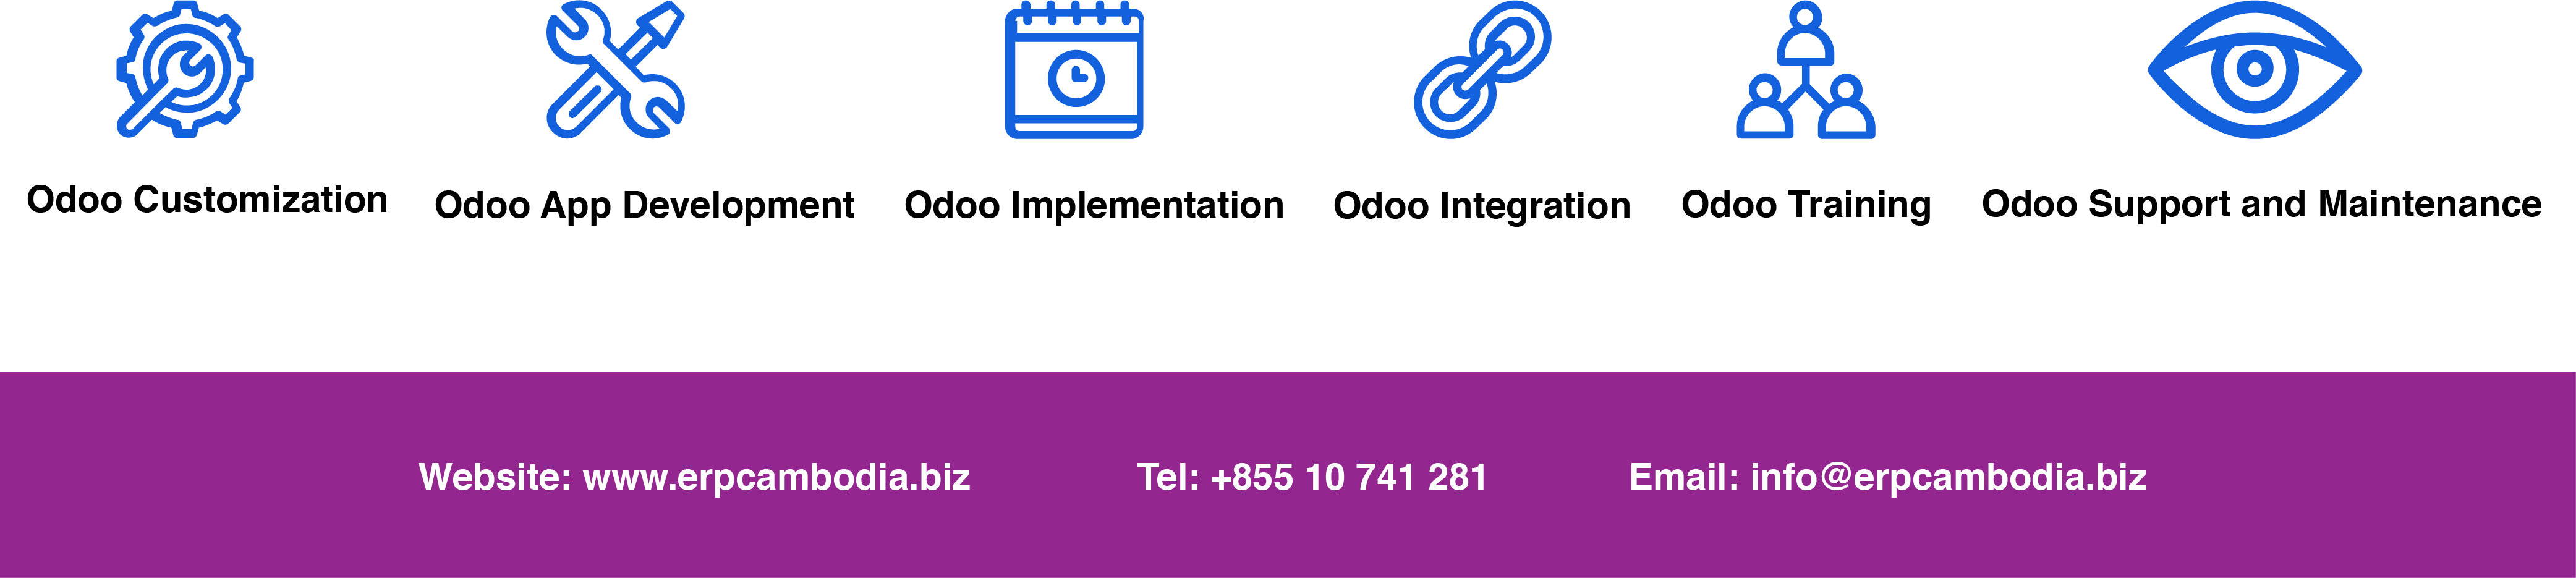 Odoo Customization
Odoo App Development
Odoo Implementation
Odoo Integration
Odoo Training
Odoo Support and Maintenance
Website: www.erpcambodia.biz
Tel: +855 10 741 281
Email: info@erpcambodia.biz